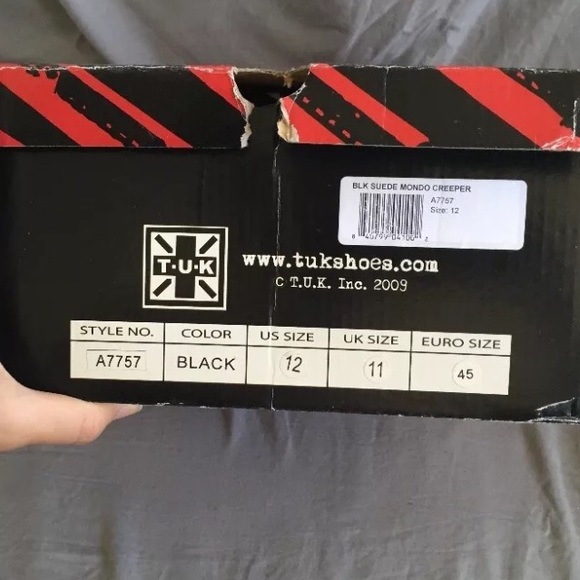 BLK SUEDE MONDO CREEPER
A7757
Size: 12
T·U·K
www.tukshoes.com
© T.U.K. Inc. 2009
STYLE NO. COLOR US SIZE UK SIZE EURO SIZE
A7757 BLACK 12 11 45